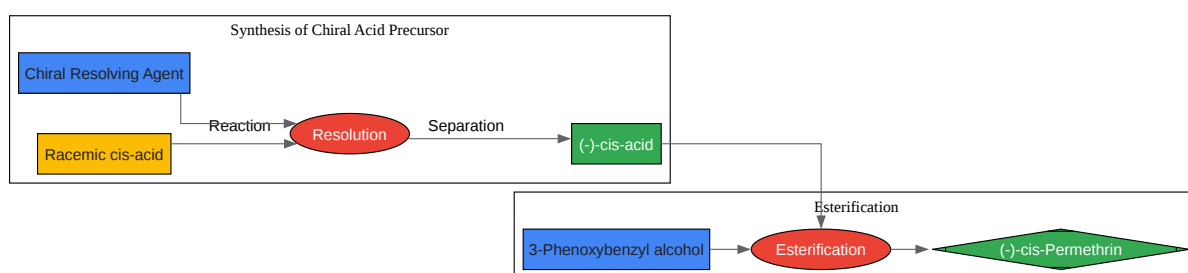 Synthesis of Chiral Acid Precursor
Chiral Resolving Agent
Reaction
Racemic cis-acid
Resolution
Separation
(-)-cis-acid
Esterification
3-Phenoxybenzyl alcohol
Esterification
(-)-cis-Permethrin